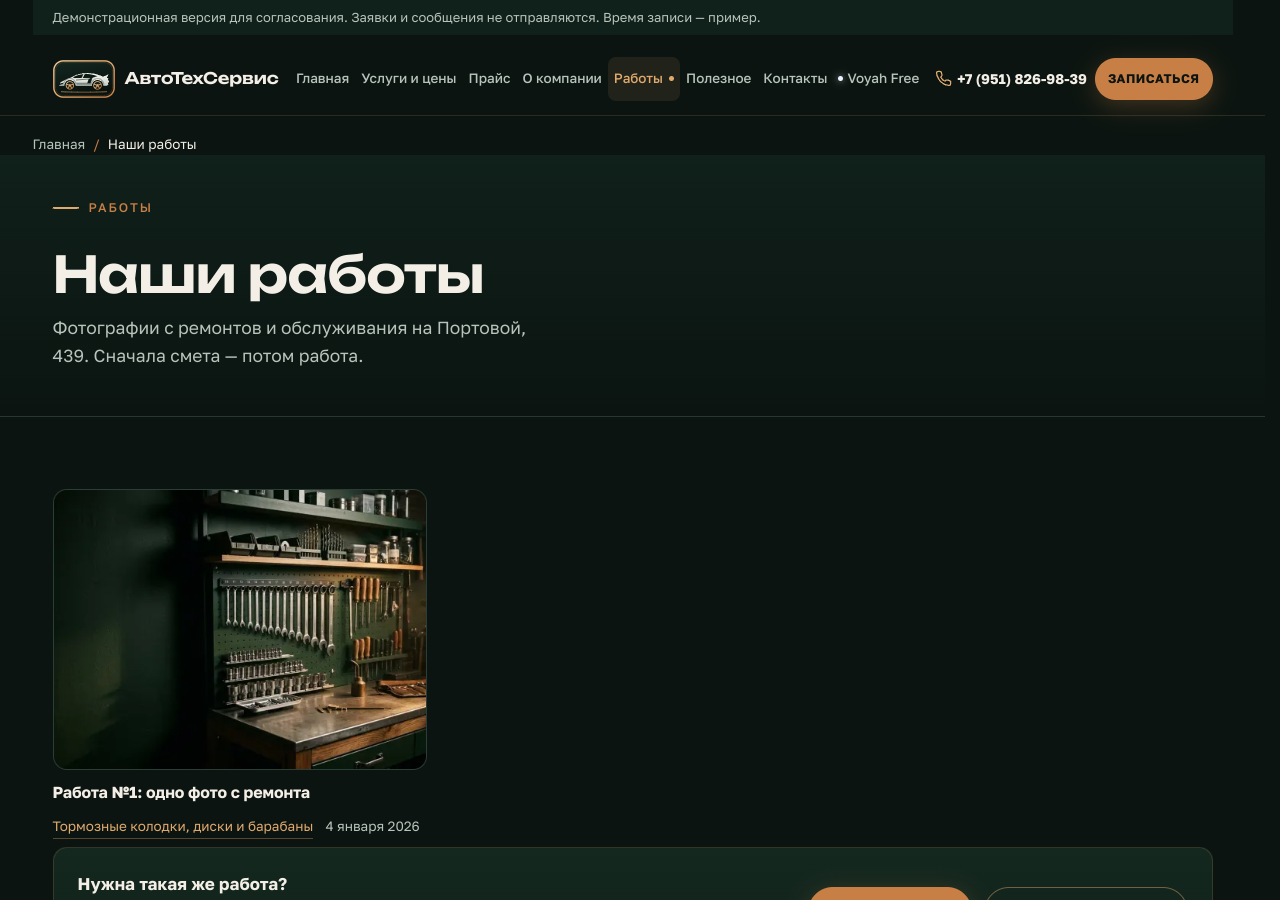 Демонстрационная версия для согласования. Заявки и сообщения не отправляются. Время записи — пример.
АвтоТехСервис
Главная
Услуги и цены
Прайс
О компании
Работы
Полезное
Контакты
Voyah Free
+7 (951) 826-98-39
ЗАПИСАТЬСЯ
Главная / Наши работы
РАБОТЫ
Наши работы
Фотографии с ремонтов и обслуживания на Портовой,
439. Сначала смета — потом работа.
Работа №1: одно фото с ремонта
Тормозные колодки, диски и барабаны 4 января 2026
Нужна такая же работа?